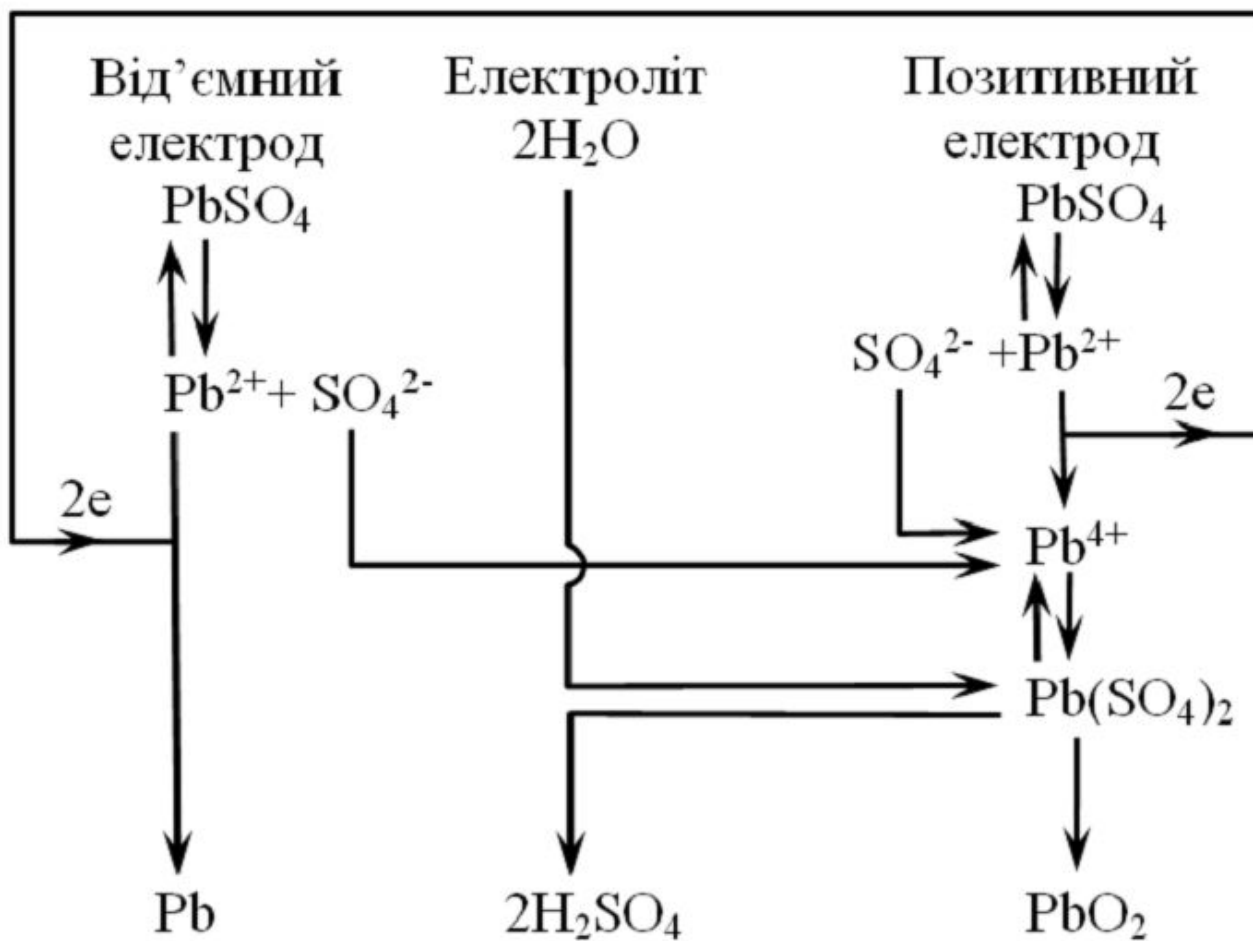 Від’ємний
електрод
PbSO₄
Електроліт
2H₂O
Позитивний
електрод
PbSO₄
Pb²⁺ + SO₄²⁻
SO₄²⁻ +Pb²⁺
2e
2e
Pb⁴⁺
Pb(SO₄)₂
Pb
2H₂SO₄
PbO₂